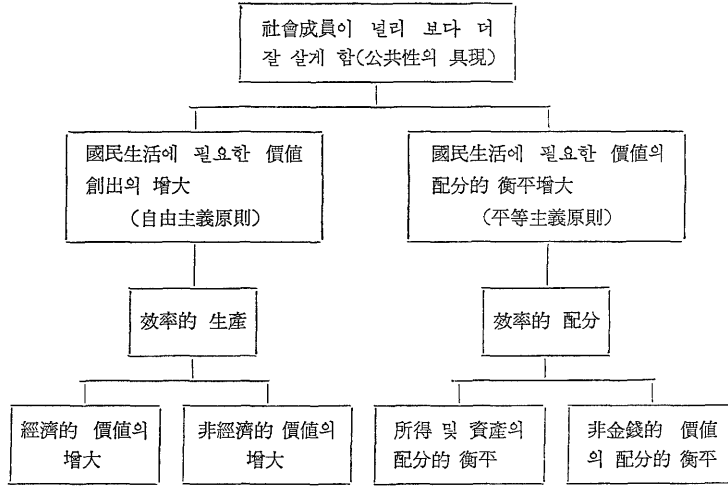 社會成員이 널리 보다 더
잘 살게 함(公共性의 具現)
國民生活에 필요한 價値
創出의 增大
(自由主義原則)
國民生活에 필요한 價値의
配分的 衡平增大
(平等主義原則)
效率的 生産
效率的 配分
經濟的 價値의
增大
非經濟的 價値의
增大
所得 및 資產의
配分的 衡平
非金錢的 價値
의 配分的 衡平